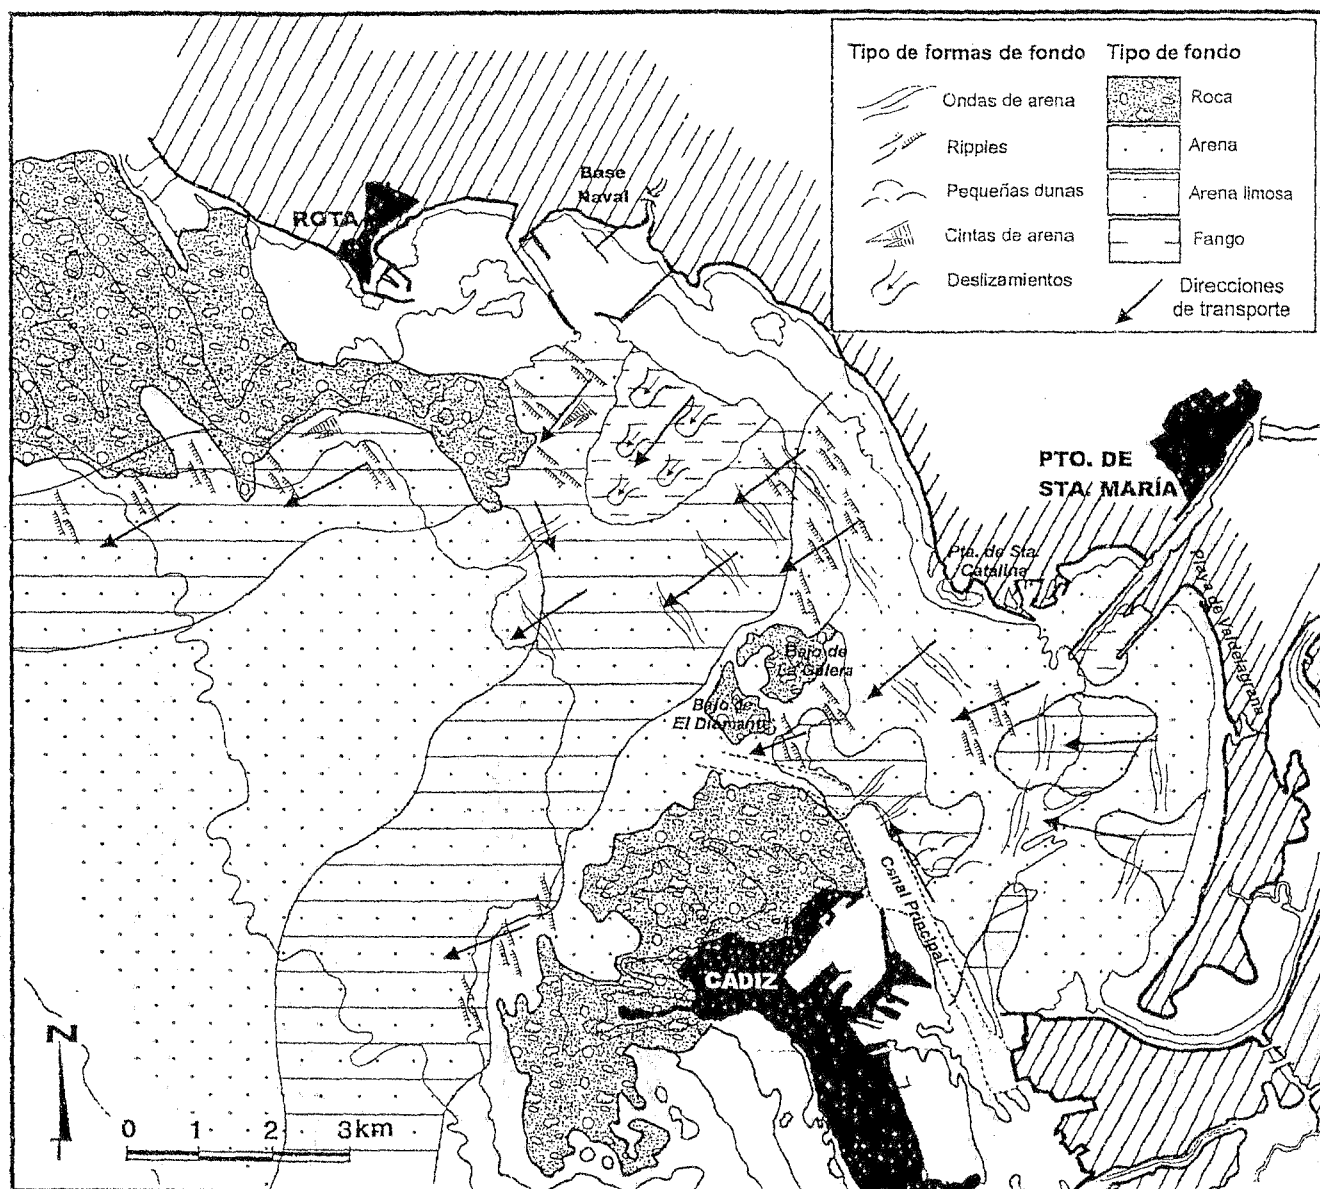 Tipo de formas de fondo
Ondas de arena
Ripples
Pequeñas dunas
Cintas de arena
Deslizamientos
Tipo de fondo
Roca
Arena
Arena limosa
Fango
Direcciones
de transporte
Base
Naval
ROTA
PTO. DE
STA. MARÍA
Pta. de Sta.
Catalina
Playa de Valdelagrana
Bajo de
La Galera
Bajo de
El Diamante
Canal Principal
CÁDIZ
N
0 1 2 3km